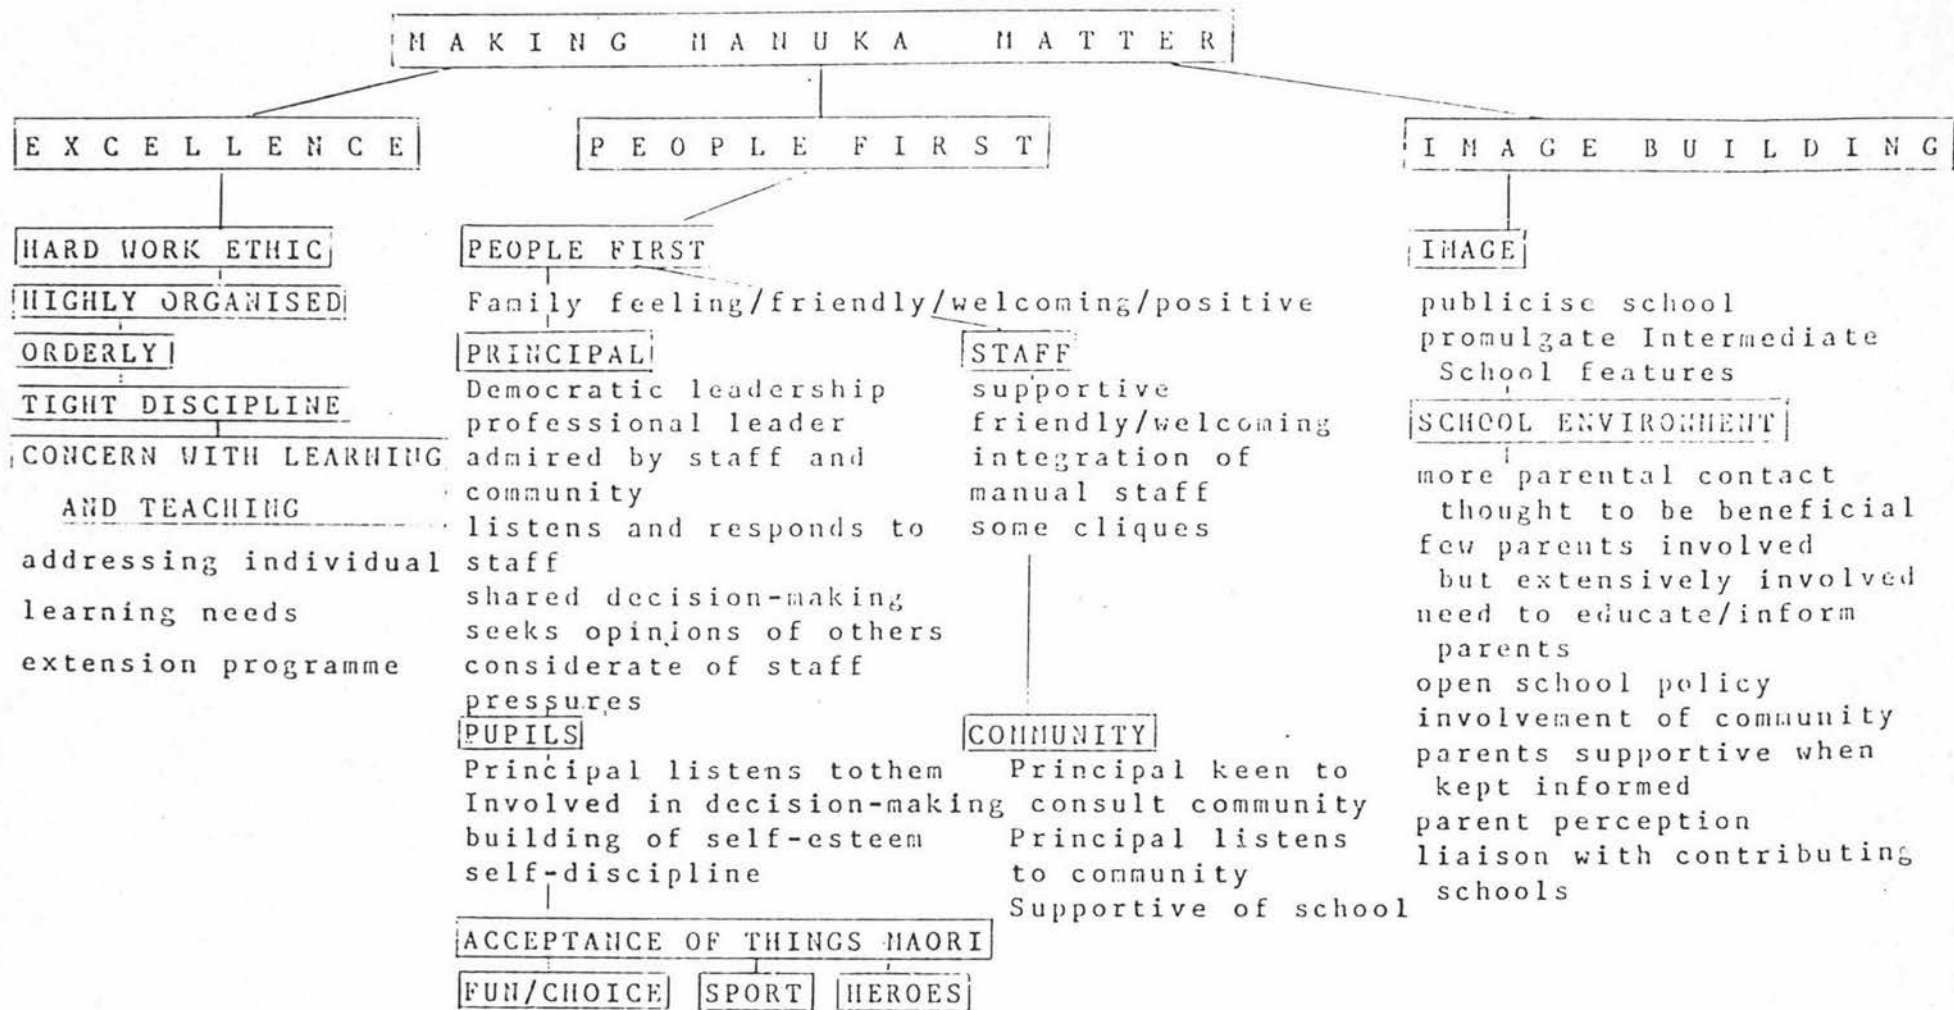 MAKING MANUKA MATTER
EXCELLENCE
HARD WORK ETHIC
HIGHLY ORGANISED
ORDERLY
TIGHT DISCIPLINE
CONCERN WITH LEARNING
AND TEACHING
addressing individual
learning needs
extension programme
PEOPLE FIRST
PEOPLE FIRST
Family feeling/friendly/welcoming/positive
PRINCIPAL
Democratic leadership
professional leader
admired by staff and
community
listens and responds to
staff
shared decision-making
seeks opinions of others
considerate of staff
pressures
STAFF
supportive
friendly/welcoming
integration of
manual staff
some cliques
PUPILS
Principal listens tothem
Involved in decision-making
building of self-esteem
self-discipline
COMMUNITY
Principal keen to
consult community
Principal listens
to community
Supportive of school
ACCEPTANCE OF THINGS MAORI
FUN/CHOICE
SPORT
HEROES
IMAGE BUILDING
IMAGE
publicise school
promulgate Intermediate
School features
SCHOOL ENVIRONMENT
more parental contact
thought to be beneficial
few parents involved
but extensively involved
need to educate/inform
parents
open school policy
involvement of community
parents supportive when
kept informed
parent perception
liaison with contributing
schools